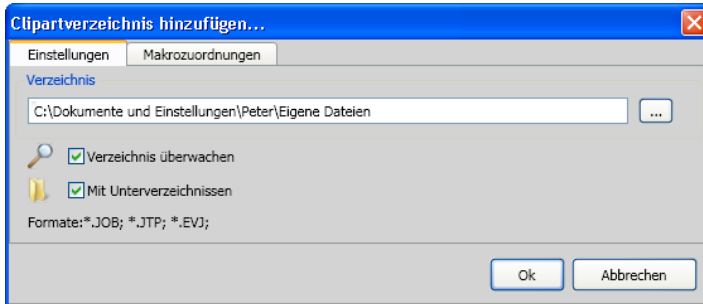 Clipartverzeichnis hinzufügen...
Einstellungen Makrozuordnungen
Verzeichnis
C:\Dokumente und Einstellungen\Peter\Eigene Dateien ...
Verzeichnis überwachen
Mit Unterverzeichnissen
Formate:*.JOB; *.JTP; *.EVJ;
Ok Abbrechen